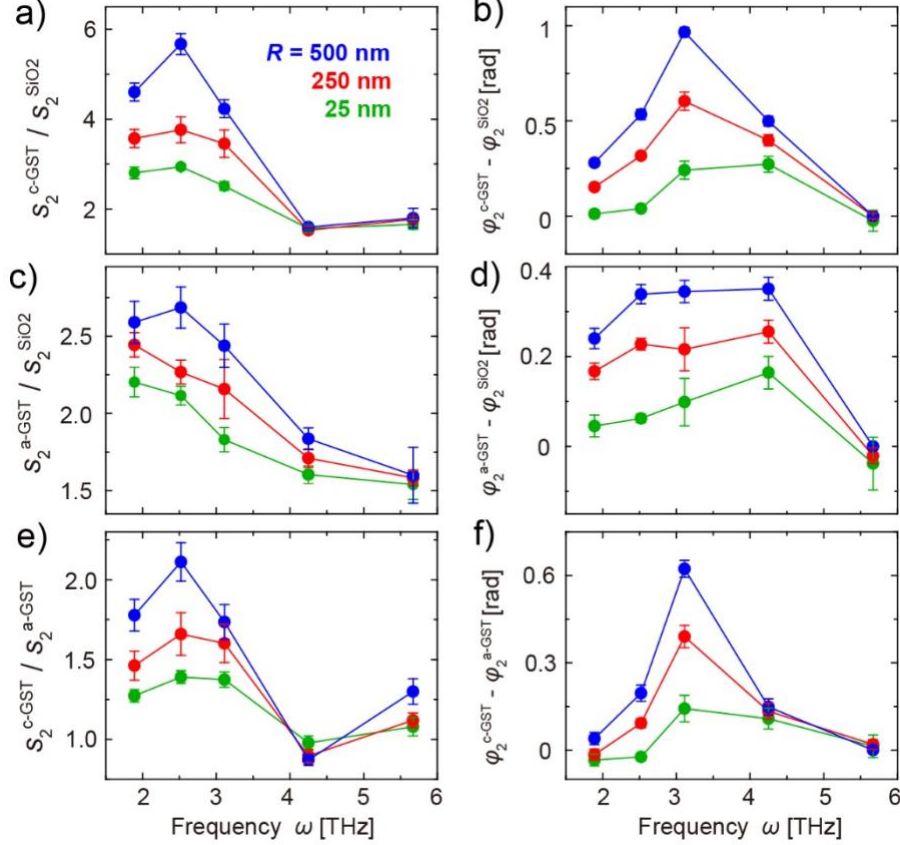 a)
s₂ᶜ⁻ᴳˢᵀ / s₂ˢⁱᴼ²
6
4
2
R = 500 nm
250 nm
25 nm
b)
φ₂ᶜ⁻ᴳˢᵀ - φ₂ˢⁱᴼ² [rad]
1
0.5
0
c)
s₂ᵃ⁻ᴳˢᵀ / s₂ˢⁱᴼ²
2.5
2.0
1.5
d)
φ₂ᵃ⁻ᴳˢᵀ - φ₂ˢⁱᴼ² [rad]
0.4
0.2
0
e)
s₂ᶜ⁻ᴳˢᵀ / s₂ᵃ⁻ᴳˢᵀ
2.0
1.5
1.0
2 3 4 5 6
Frequency ω [THz]
f)
φ₂ᶜ⁻ᴳˢᵀ - φ₂ᵃ⁻ᴳˢᵀ [rad]
0.6
0.3
0
2 3 4 5 6
Frequency ω [THz]